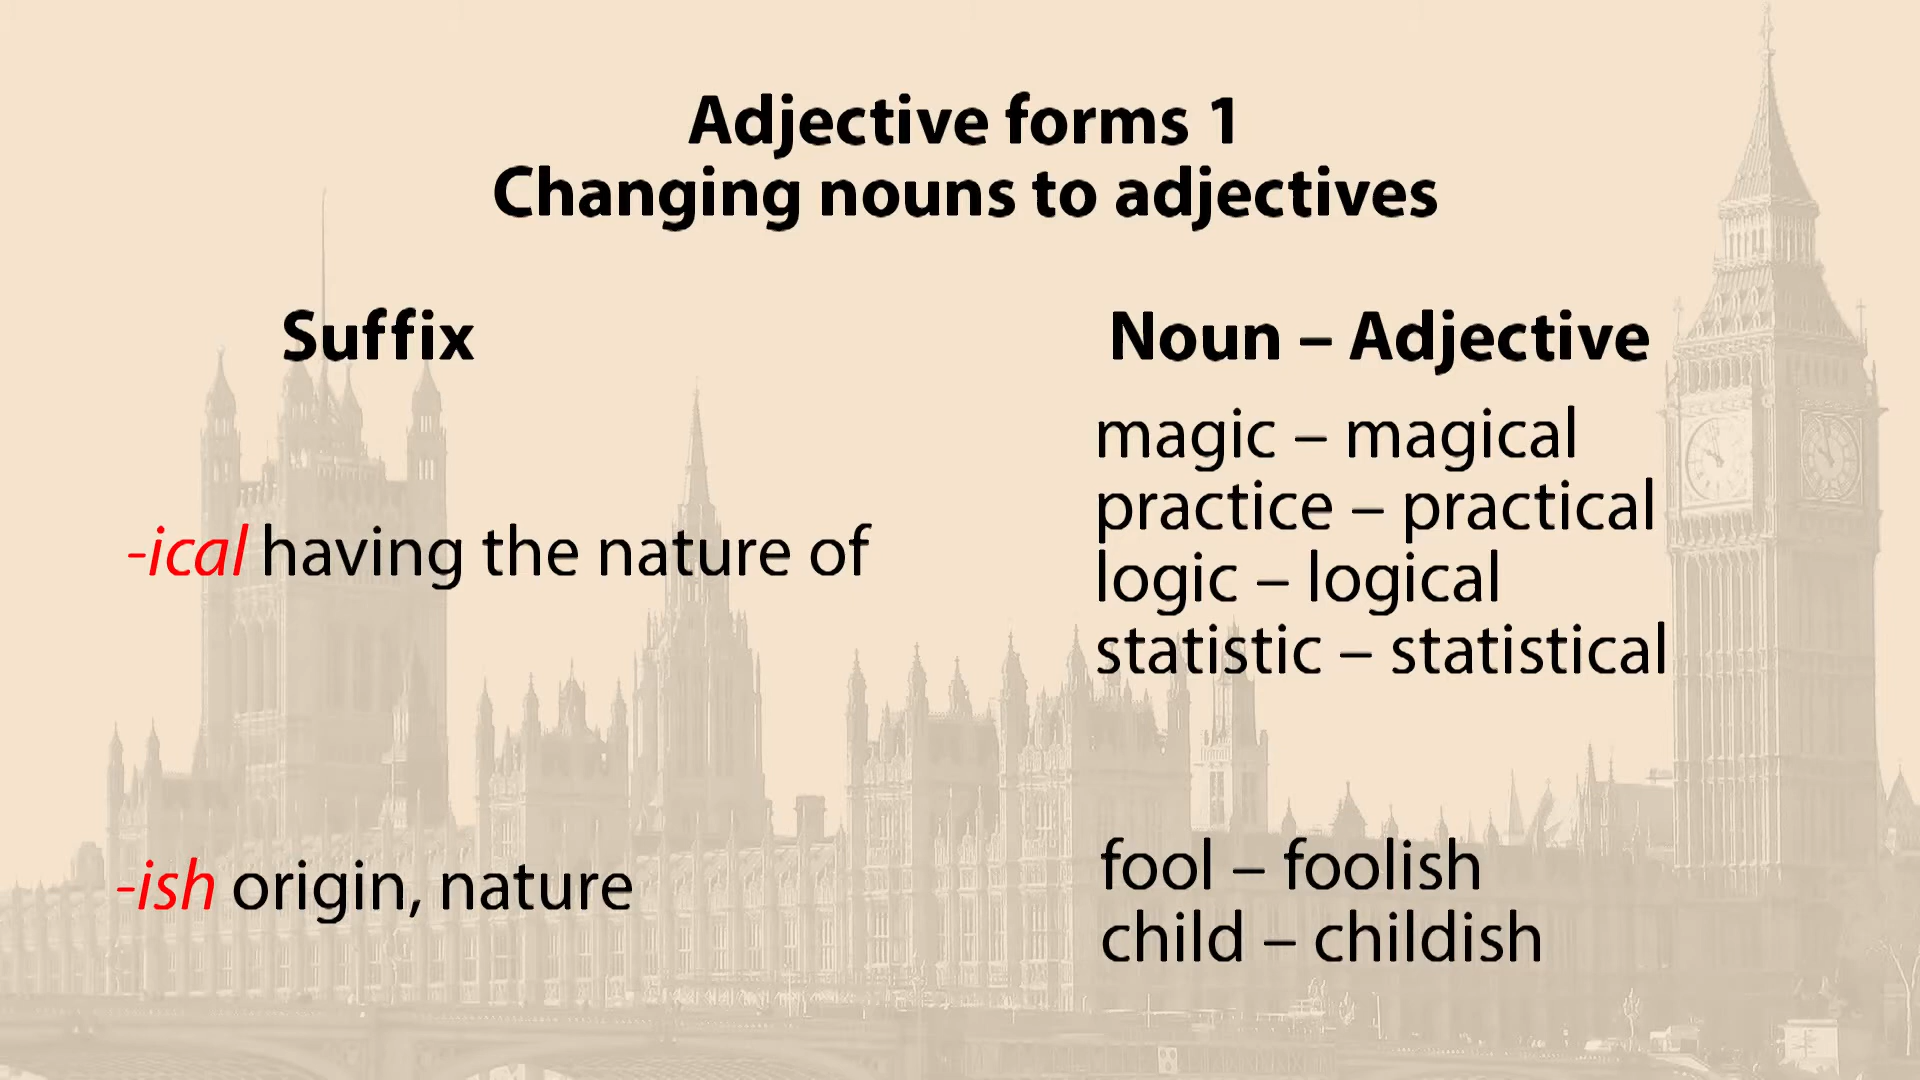 Adjective forms 1
Changing nouns to adjectives
Suffix
Noun – Adjective
-ical having the nature of
magic – magical
practice – practical
logic – logical
statistic – statistical
-ish origin, nature
fool – foolish
child – childish